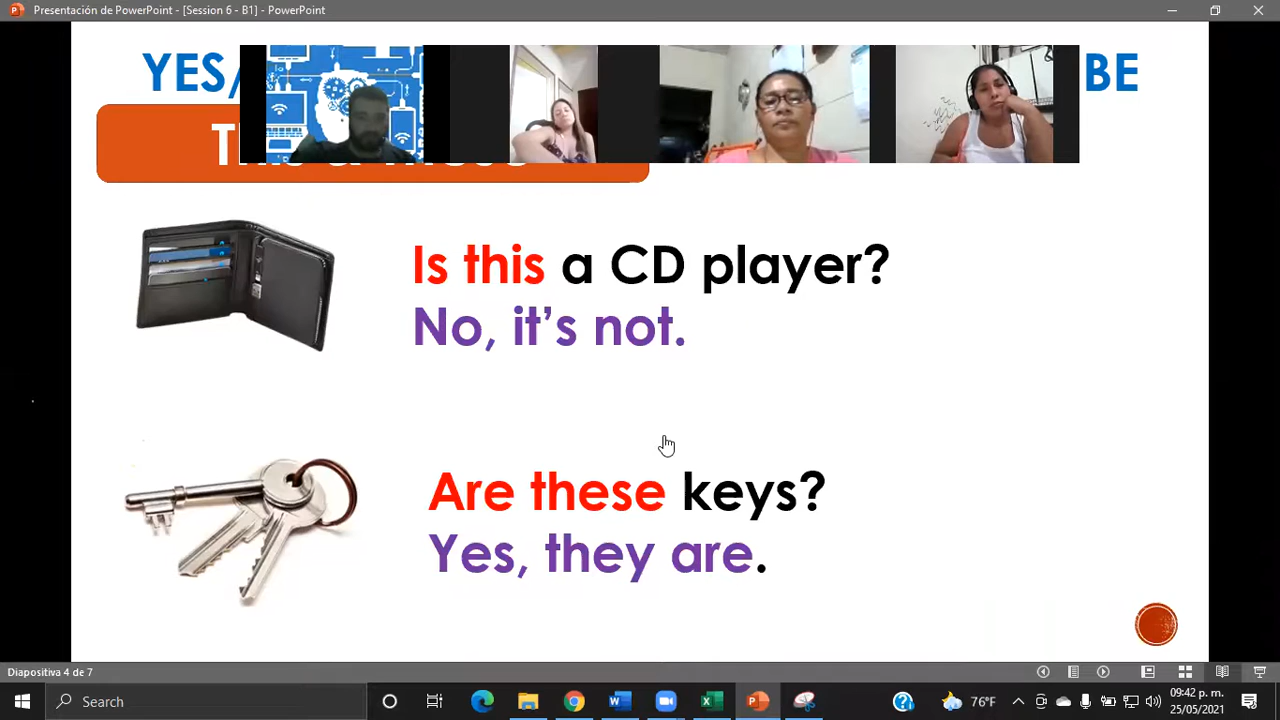 Presentación de PowerPoint - [Session 6 - B1] - PowerPoint
YES/ BE
Is this a CD player?
No, it's not.
Are these keys?
Yes, they are.
Diapositiva 4 de 7
Search
76°F
09:42 p. m.
25/05/2021